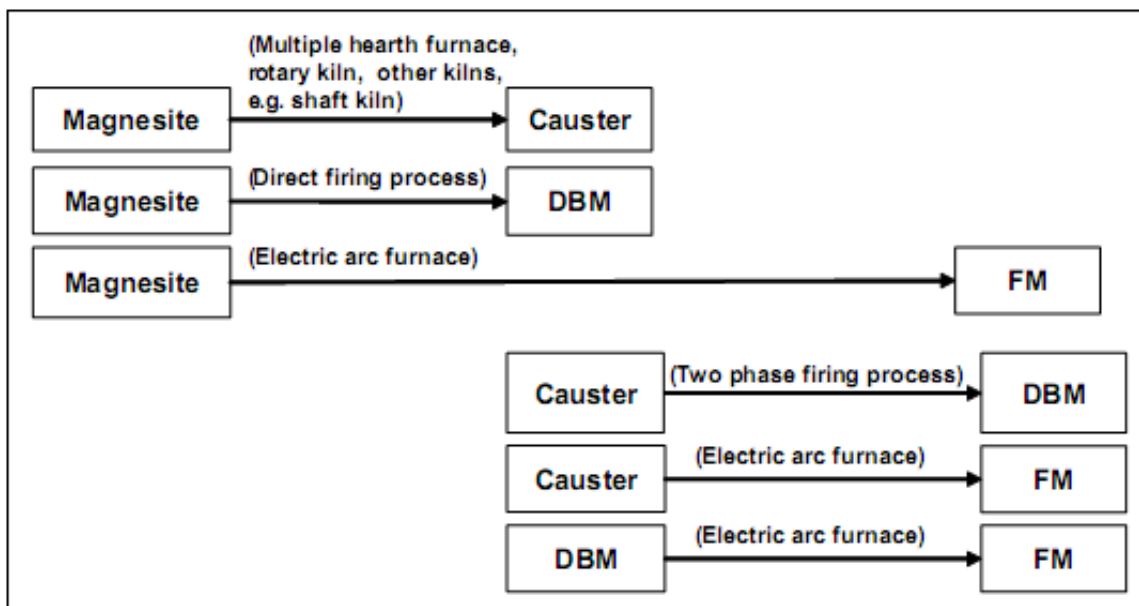 (Multiple hearth furnace,
rotary kiln, other kilns,
e.g. shaft kiln)
Magnesite
Causter
Magnesite
(Direct firing process)
DBM
Magnesite
(Electric arc furnace)
FM
Causter
(Two phase firing process)
DBM
Causter
(Electric arc furnace)
FM
DBM
(Electric arc furnace)
FM